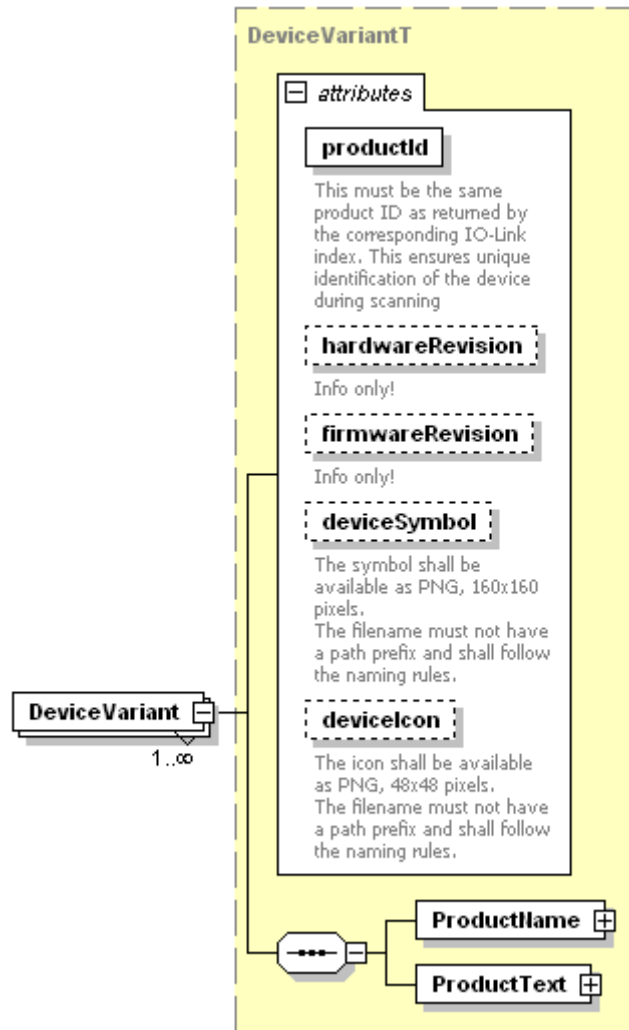 DeviceVariantT
attributes
productId
This must be the same
product ID as returned by
the corresponding IO-Link
index. This ensures unique
identification of the device
during scanning
hardwareRevision
Info only!
firmwareRevision
Info only!
deviceSymbol
The symbol shall be
available as PNG, 160x160
pixels.
The filename must not have
a path prefix and shall follow
the naming rules.
DeviceVariant
1..∞
deviceIcon
The icon shall be available
as PNG, 48x48 pixels.
The filename must not have
a path prefix and shall follow
the naming rules.
ProductName
ProductText